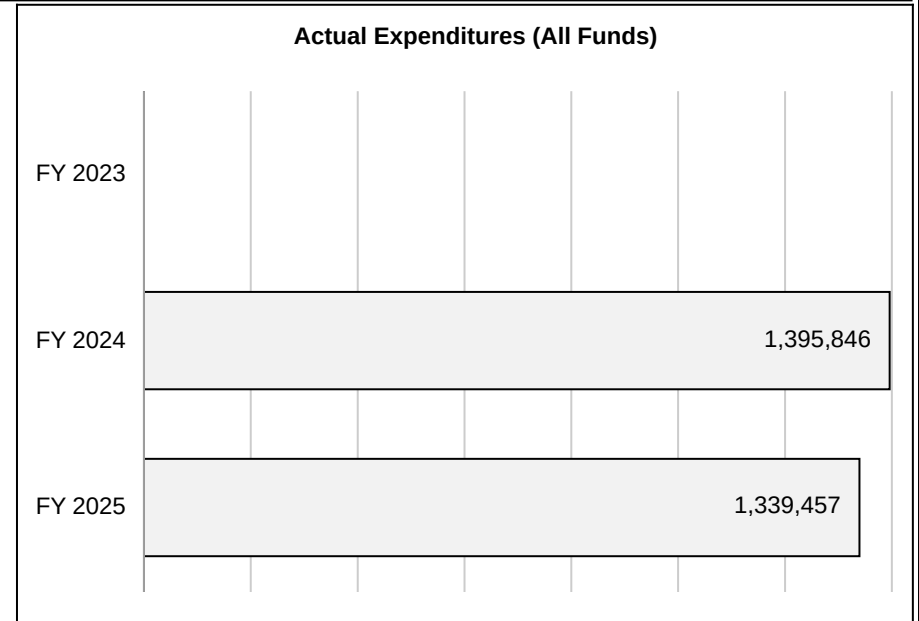 Actual Expenditures (All Funds)
FY 2023
FY 2024
1,395,846
FY 2025
1,339,457